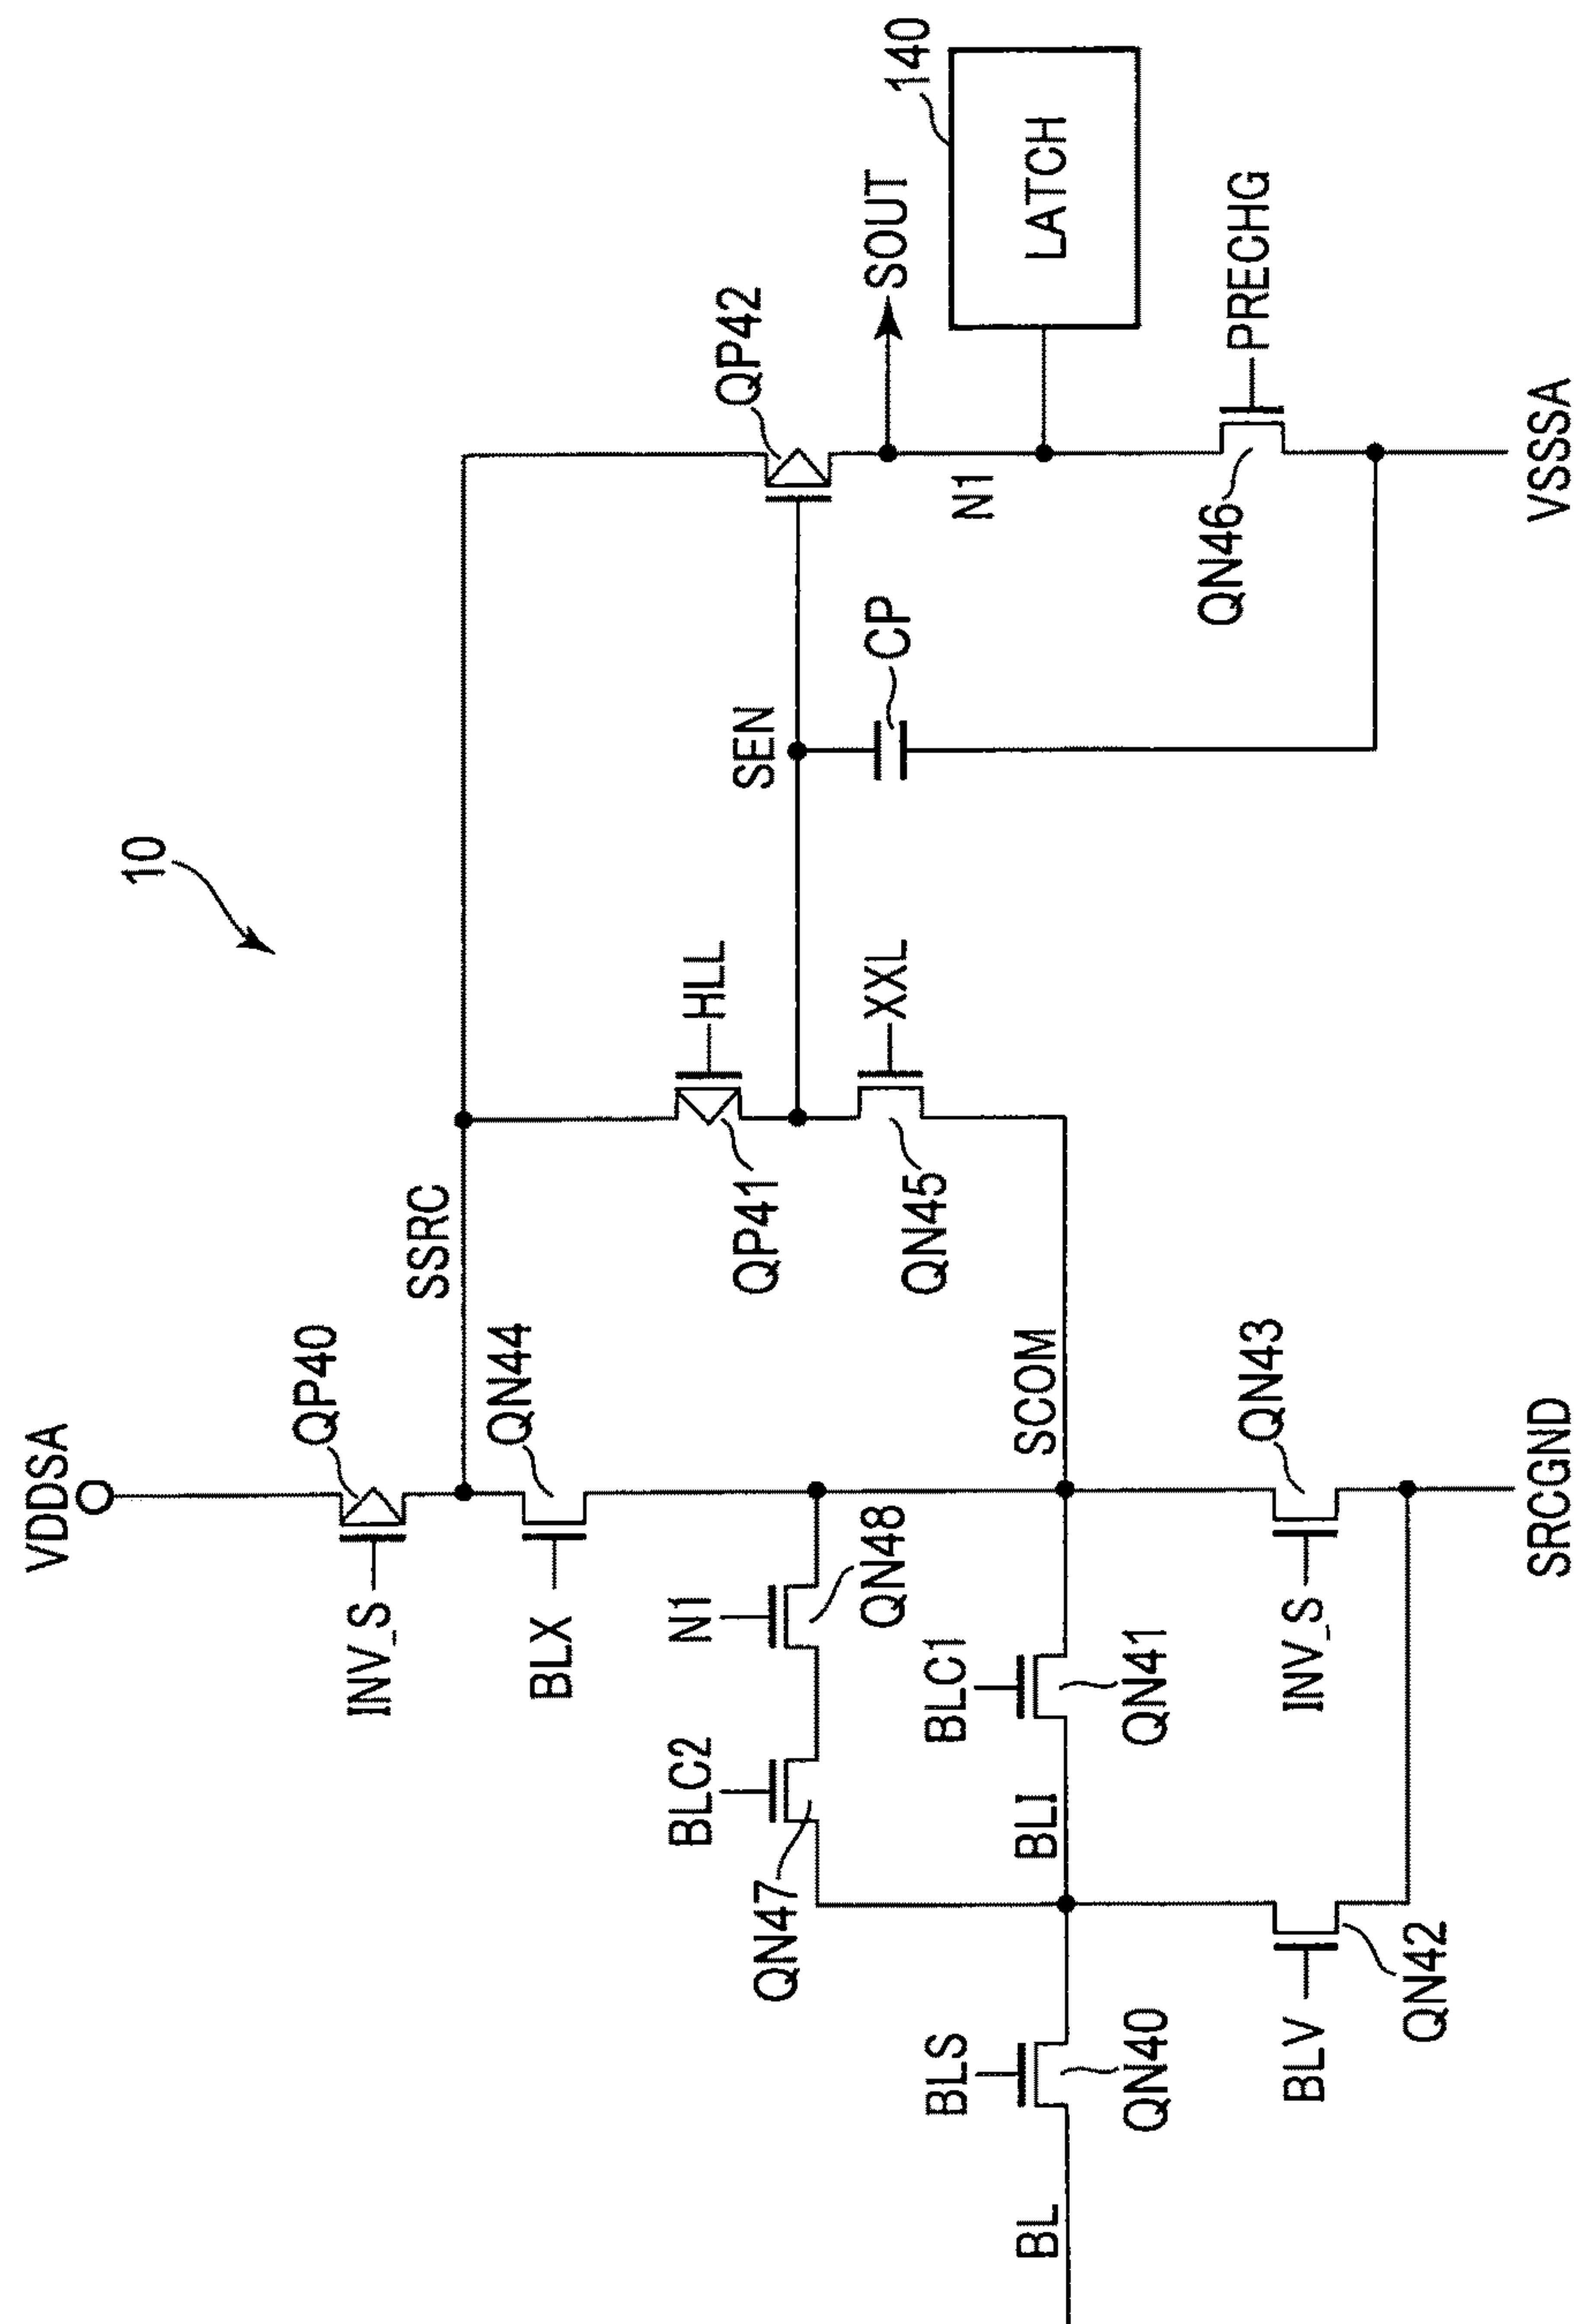 10
VDDSA
QP40
INV_S
SSRC
QN44
BLX
HLL
QP41
SEN
QP42
XXL
QN45
CP
SOUT
N1
140
LATCH
PRECHG
QN46
VSSSA
N1
QN48
BLC2
QN47
SCOM
BLC1
QN41
BLI
BLS
QN40
BL
QN43
INV_S
BLV
QN42
SRCGND